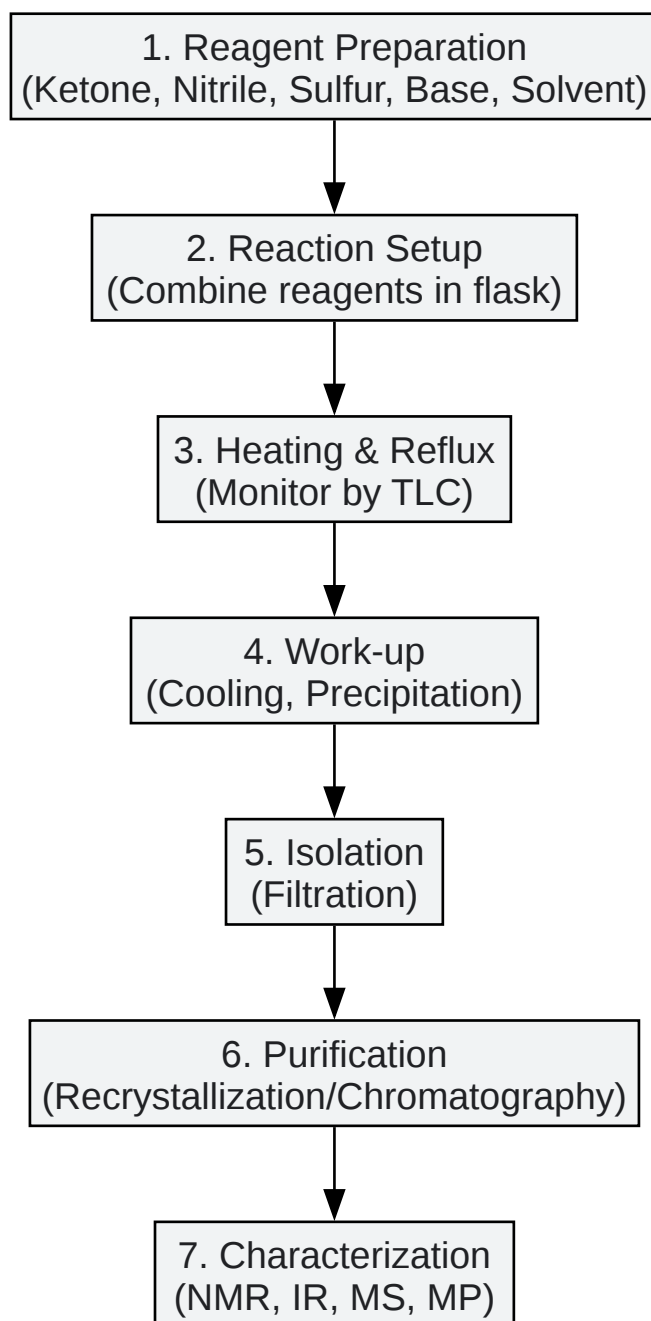 1. Reagent Preparation
(Ketone, Nitrile, Sulfur, Base, Solvent)
2. Reaction Setup
(Combine reagents in flask)
3. Heating & Reflux
(Monitor by TLC)
4. Work-up
(Cooling, Precipitation)
5. Isolation
(Filtration)
6. Purification
(Recrystallization/Chromatography)
7. Characterization
(NMR, IR, MS, MP)